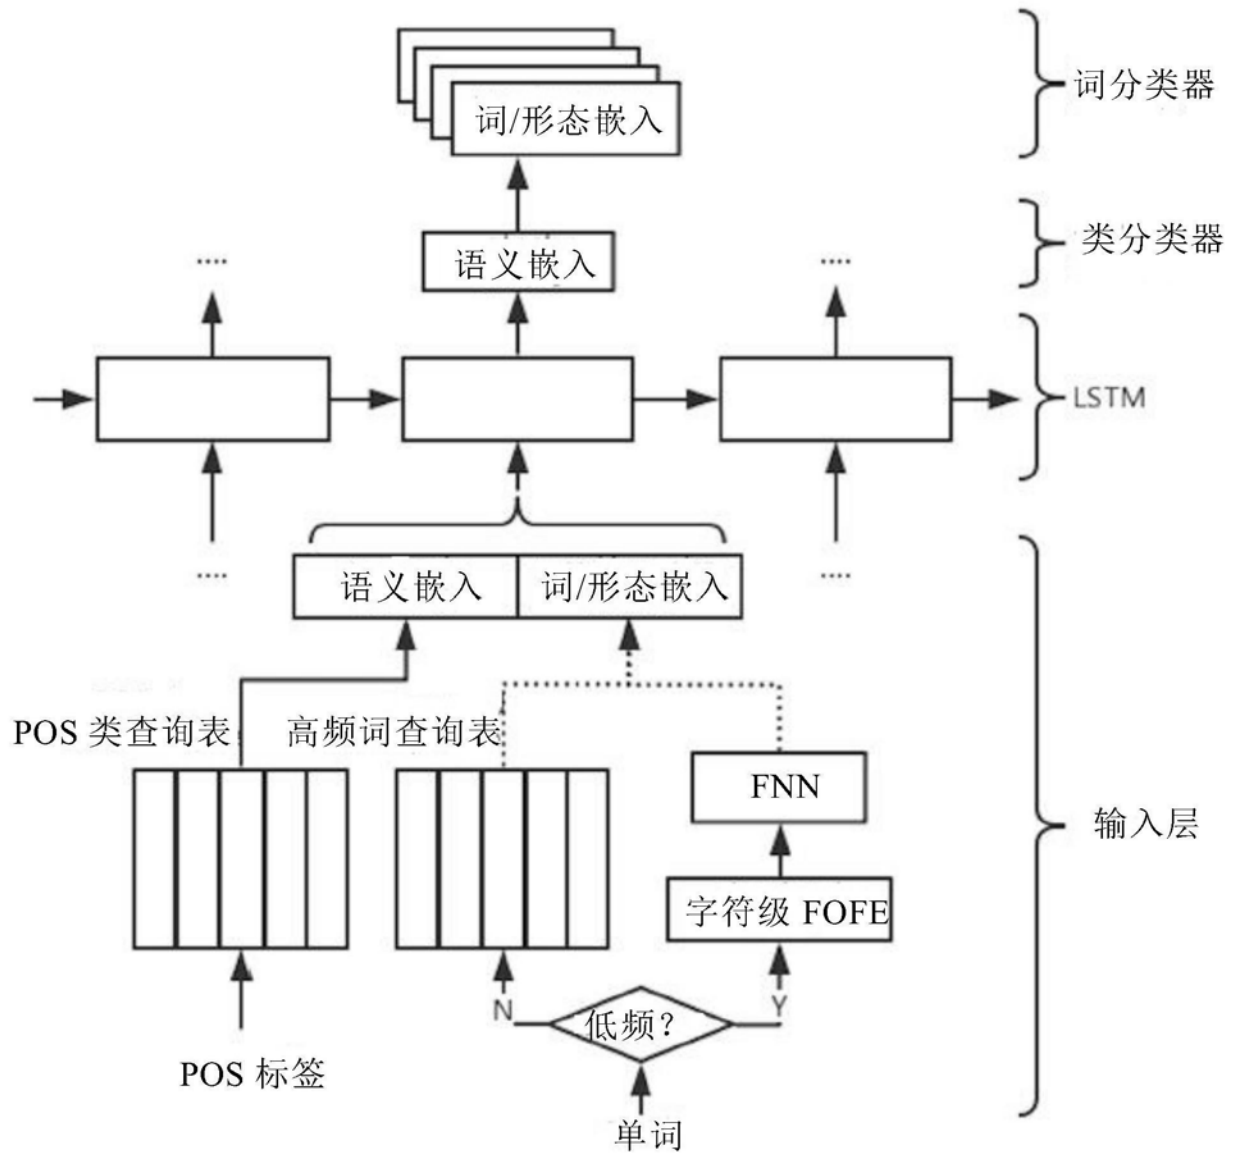 词/形态嵌入
词分类器
语义嵌入
类分类器
....
....
LSTM
语义嵌入
词/形态嵌入
....
....
POS 类查询表
高频词查询表
FNN
输入层
字符级 FOFE
N
Y
低频?
POS 标签
单词